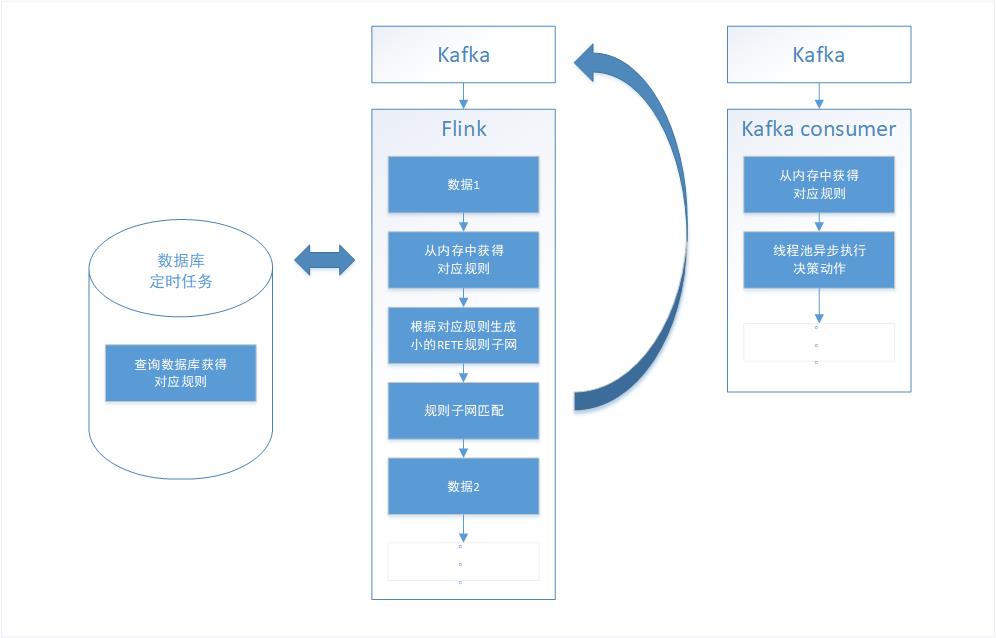 数据库
定时任务
查询数据库获得
对应规则
Kafka
Flink
数据1
从内存中获得
对应规则
根据对应规则生成
小的RETE规则子网
规则子网匹配
数据2
Kafka
Kafka consumer
从内存中获得
对应规则
线程池异步执行
决策动作